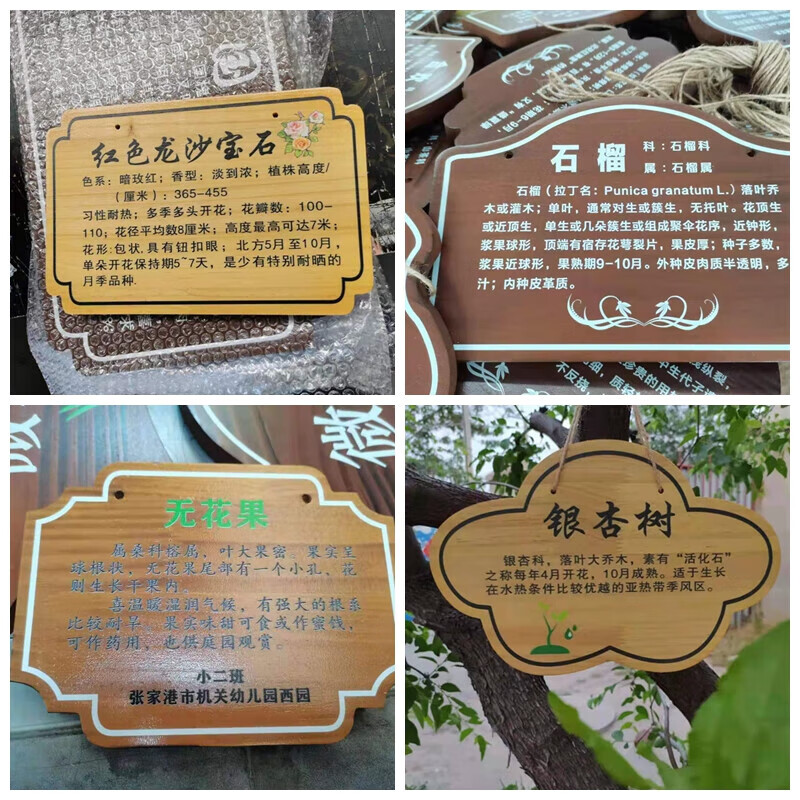 红色龙沙宝石
色系：暗玫红；香型：淡到浓；植株高度/
（厘米）：365-455
习性耐热；多季多头开花；花瓣数：100-
110；花径平均数8厘米；高度最高可达7米；
花形：包状，具有钮扣眼；北方5月至10月，
单朵开花保持期5~7天，是少有特别耐晒的
月季品种.
石榴
科：石榴科
属：石榴属
石榴（拉丁名：Punica granatum L.）落叶乔
木或灌木；单叶，通常对生或簇生，无托叶。花顶生
或近顶生，单生或几朵簇生或组成聚伞花序，近钟形，
浆果球形，顶端有宿存花萼裂片，果皮厚；种子多数，
浆果近球形，果熟期9-10月。外种皮肉质半透明，多
汁；内种皮革质。
无花果
属桑科榕属，叶大果密。果实呈
球根状，无花果尾部有一个小孔，花
则生长于果内。
喜温暖湿润气候，有强大的根系
比较耐旱。果实味甜可食或作蜜饯，
可作药用，也供庭园观赏。
小二班
张家港市机关幼儿园西园
银杏树
银杏科，落叶大乔木，素有“活化石”
之称每年4月开花，10月成熟。适于生长
在水热条件比较优越的亚热带季风区。